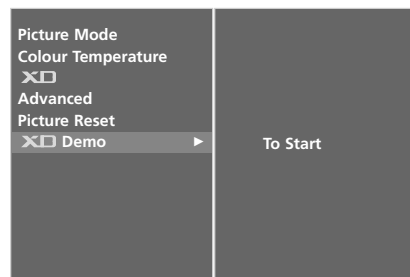 Picture Mode
Colour Temperature
XD
Advanced
Picture Reset
XD Demo ►
To Start